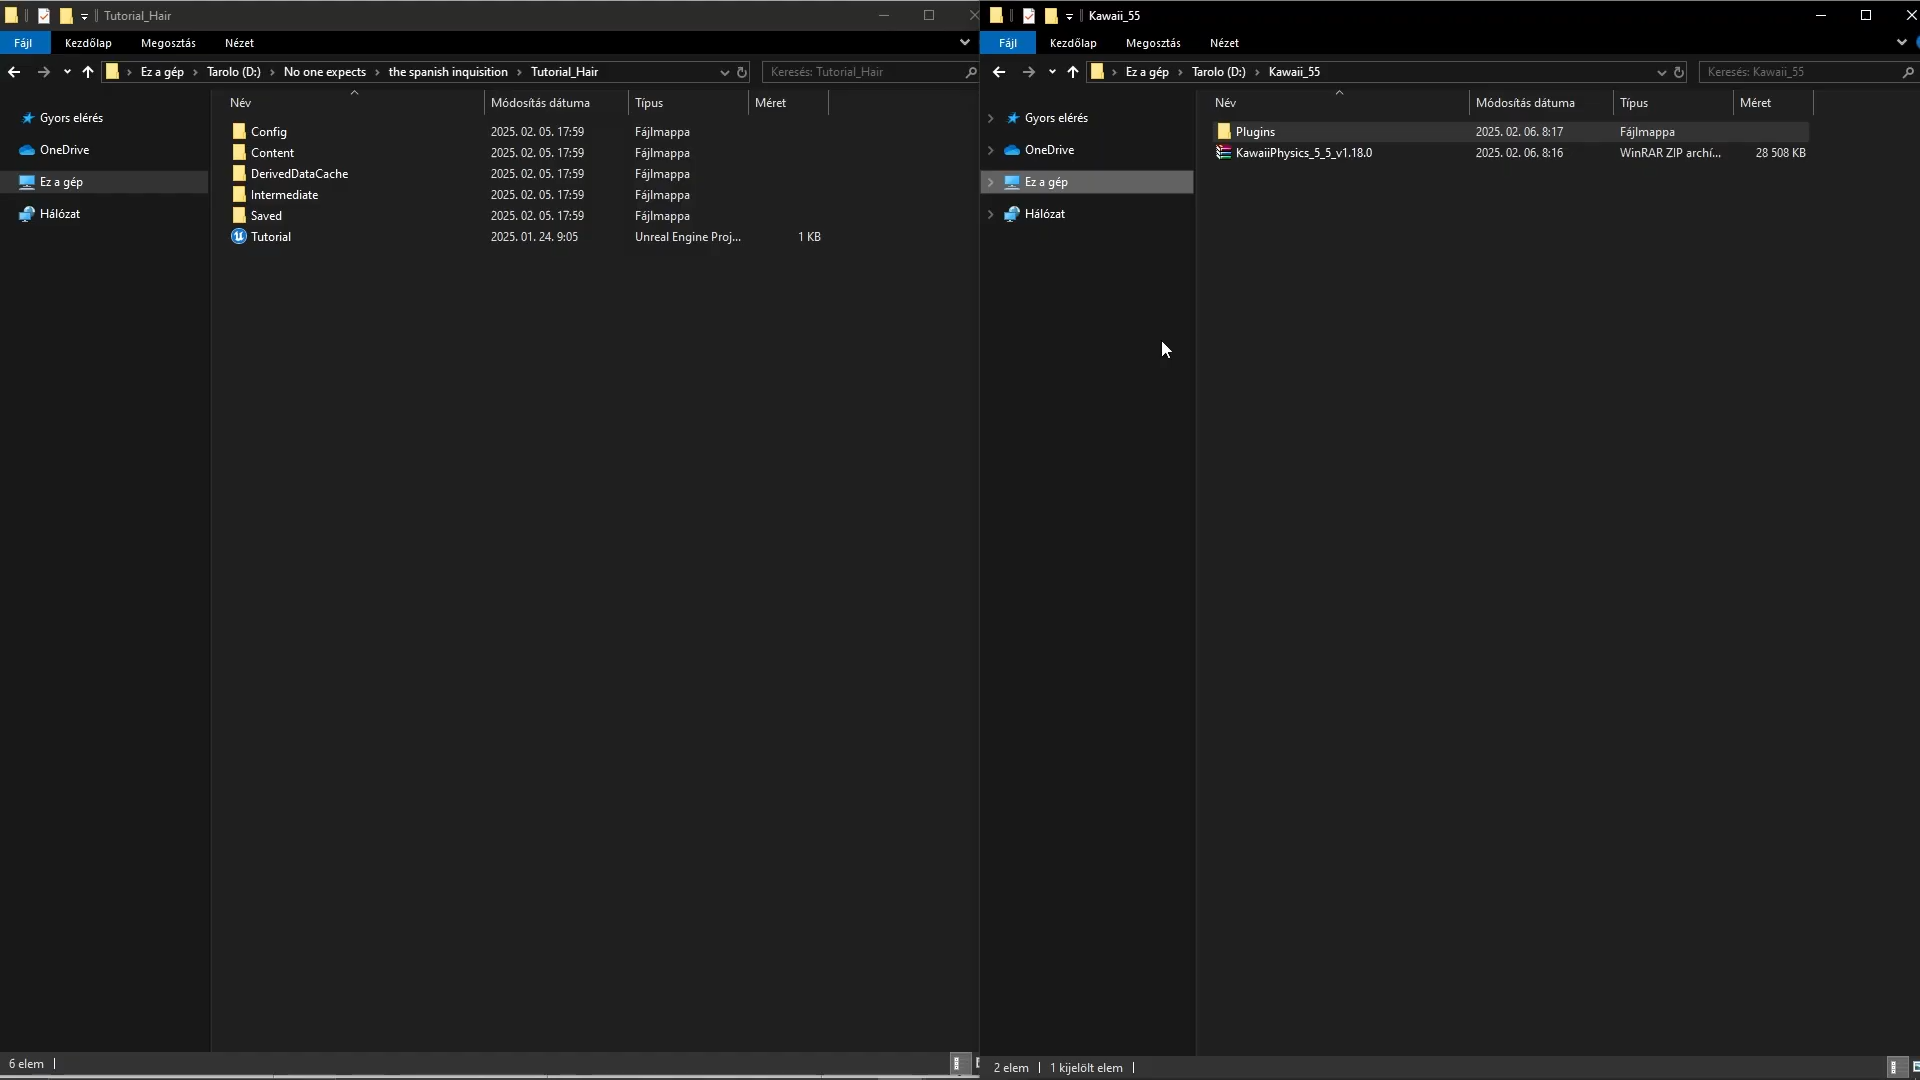 Tutorial_Hair
Fájl Kezdőlap Megosztás Nézet
Ez a gép Tarolo (D:) No one expects the spanish inquisition Tutorial_Hair
Keresés: Tutorial_Hair
Gyors elérés
OneDrive
Ez a gép
Hálózat
Név Módosítás dátuma Típus Méret
Config 2025. 02. 05. 17:59 Fájlmappa
Content 2025. 02. 05. 17:59 Fájlmappa
DerivedDataCache 2025. 02. 05. 17:59 Fájlmappa
Intermediate 2025. 02. 05. 17:59 Fájlmappa
Saved 2025. 02. 05. 17:59 Fájlmappa
Tutorial 2025. 01. 24. 9:05 Unreal Engine Proj... 1 KB
6 elem
Kawaii_55
Fájl Kezdőlap Megosztás Nézet
Ez a gép Tarolo (D:) Kawaii_55
Keresés: Kawaii_55
Gyors elérés
OneDrive
Ez a gép
Hálózat
Név Módosítás dátuma Típus Méret
Plugins 2025. 02. 06. 8:17 Fájlmappa
KawaiiPhysics_5_5_v1.18.0 2025. 02. 06. 8:16 WinRAR ZIP archí... 28 508 KB
2 elem 1 kijelölt elem